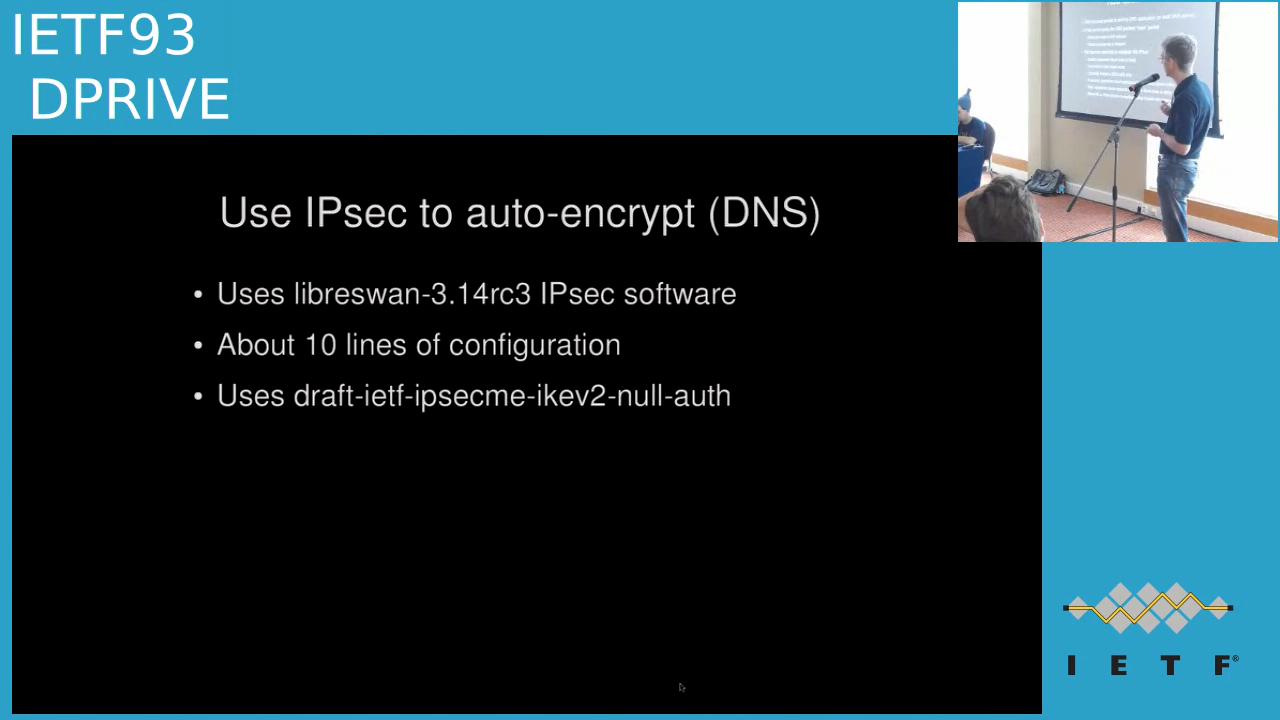 IETF93
DPRIVE
Use IPsec to auto-encrypt (DNS)
• Uses libreswan-3.14rc3 IPsec software
• About 10 lines of configuration
• Uses draft-ietf-ipsecme-ikev2-null-auth
I E T F®